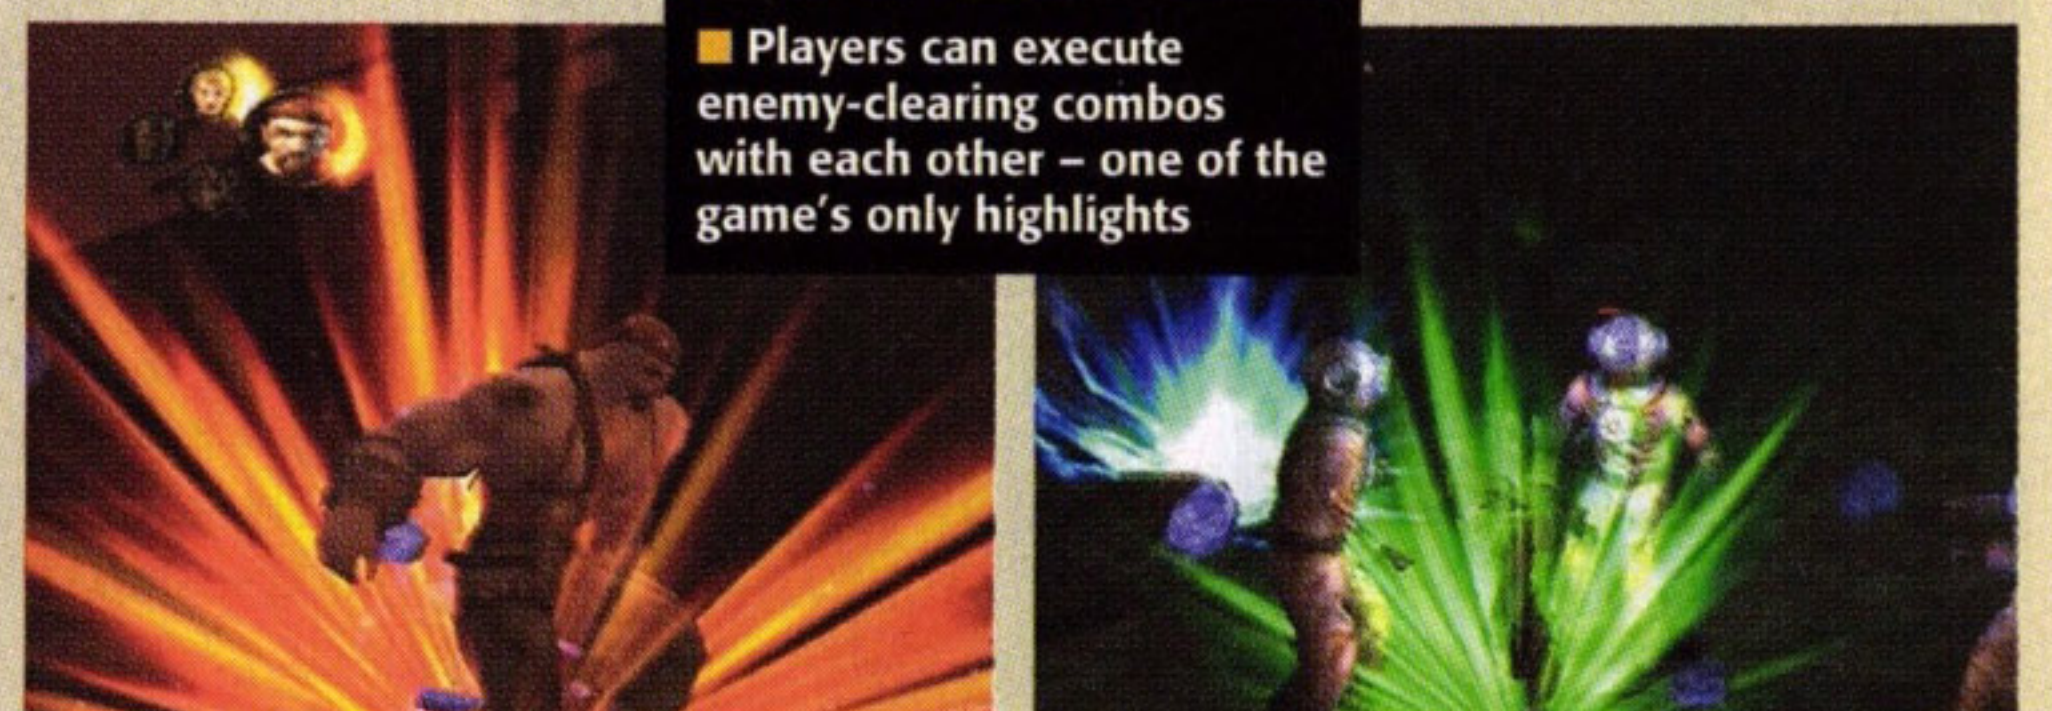 Players can execute
enemy-clearing combos
with each other – one of the
game's only highlights